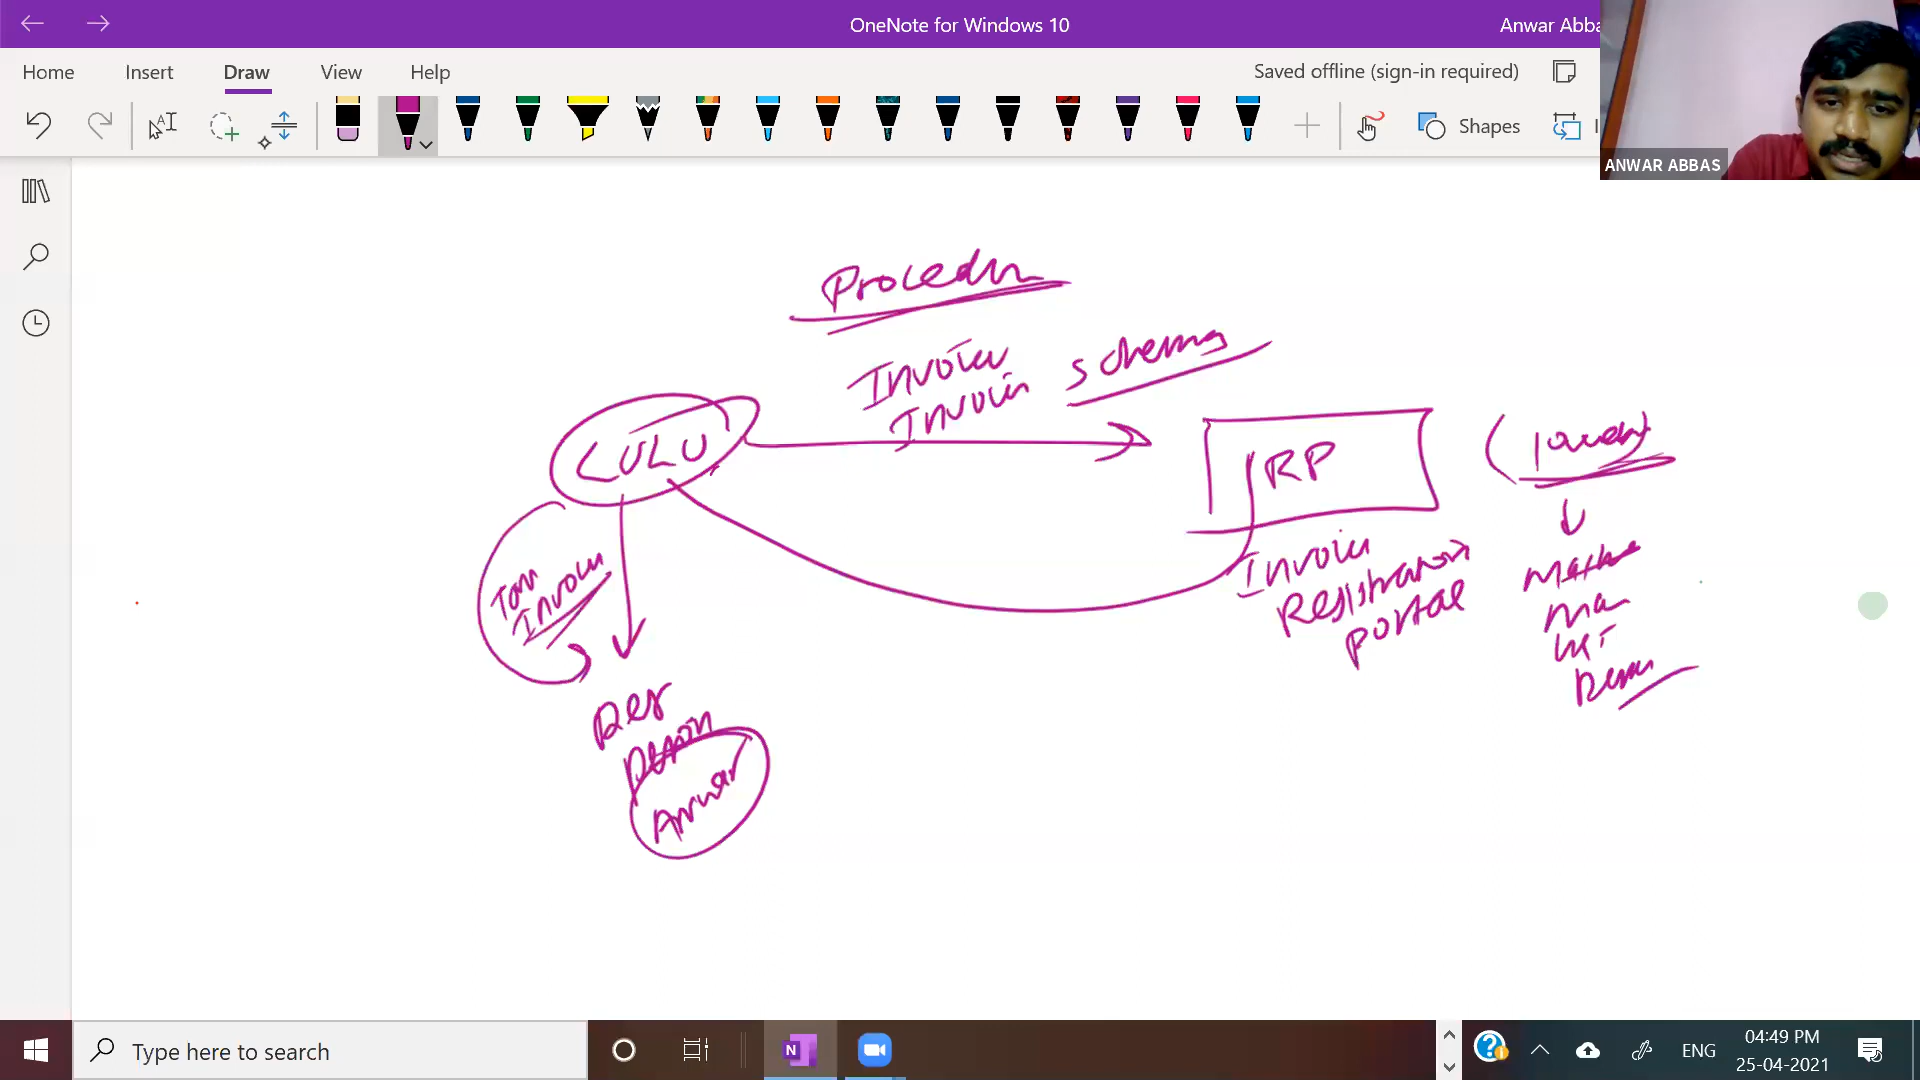 OneNote for Windows 10
Anwar Abba
Home
Insert
Draw
View
Help
Saved offline (sign-in required)
Shapes
ANWAR ABBAS
Invoice
schema
Invoice
LULU
IRP
Invoice
Invoice
Registration
Portal
Reg
Person
Anwar
Type here to search
ENG
04:49 PM
25-04-2021